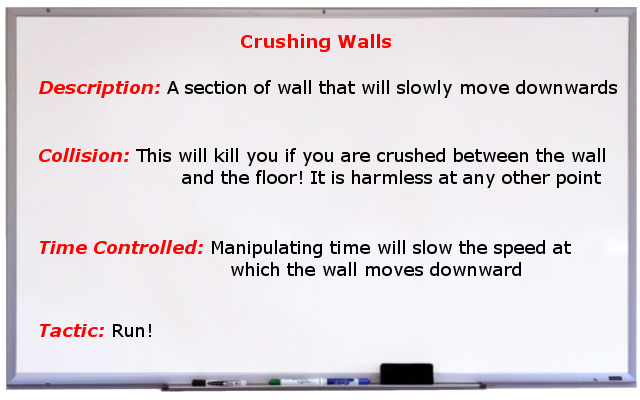 Crushing Walls
Description: A section of wall that will slowly move downwards
Collision: This will kill you if you are crushed between the wall
and the floor! It is harmless at any other point
Time Controlled: Manipulating time will slow the speed at
which the wall moves downward
Tactic: Run!